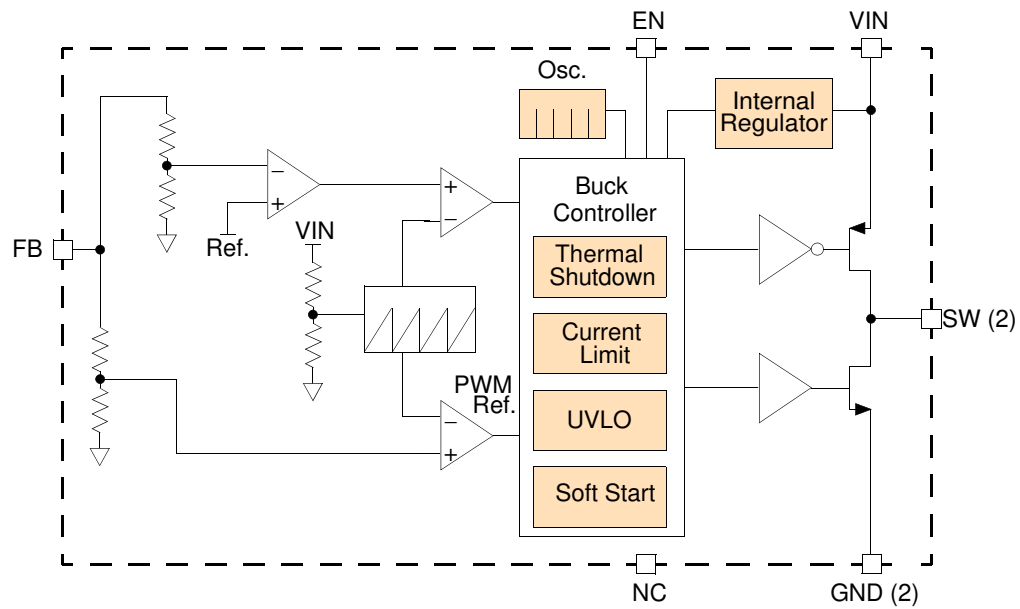 EN
VIN
Osc.
Internal
Regulator
Buck
Controller
−
+
Ref.
+
−
VIN
FB
Thermal
Shutdown
Current
Limit
SW (2)
PWM
Ref.
−
+
UVLO
Soft Start
NC
GND (2)